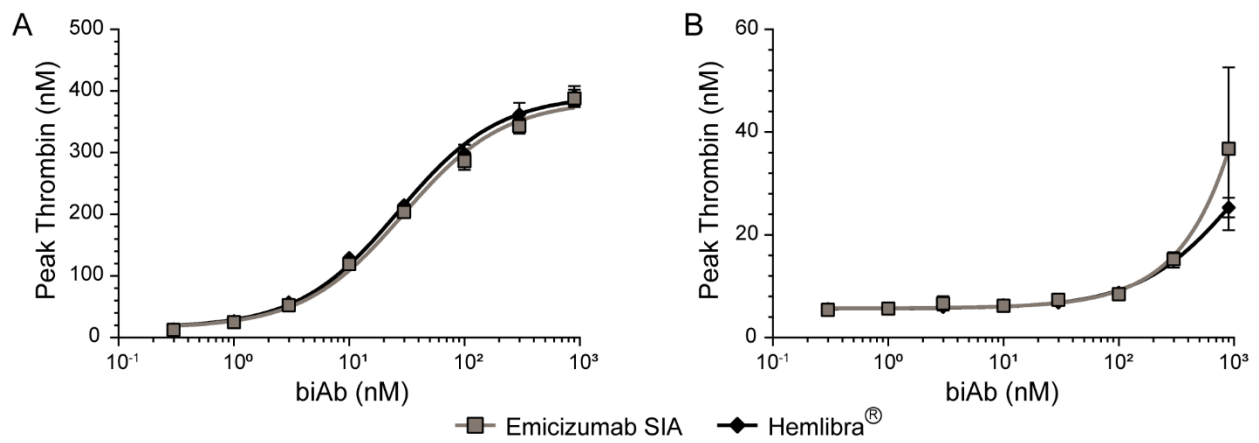 A
Peak Thrombin (nM)
500
400
300
200
100
0
10⁻¹ 10⁰ 10¹ 10² 10³
biAb (nM)
B
Peak Thrombin (nM)
60
40
20
0
10⁻¹ 10⁰ 10¹ 10² 10³
biAb (nM)
Emicizumab SIA Hemlibra®